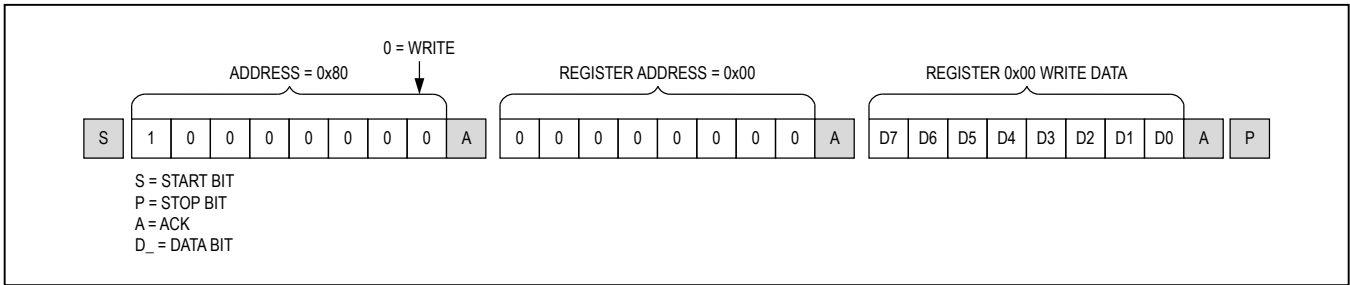 0 = WRITE
ADDRESS = 0x80 REGISTER ADDRESS = 0x00 REGISTER 0x00 WRITE DATA
S 1 0 0 0 0 0 0 0 A 0 0 0 0 0 0 0 0 A D7 D6 D5 D4 D3 D2 D1 D0 A P
S = START BIT
P = STOP BIT
A = ACK
D_ = DATA BIT